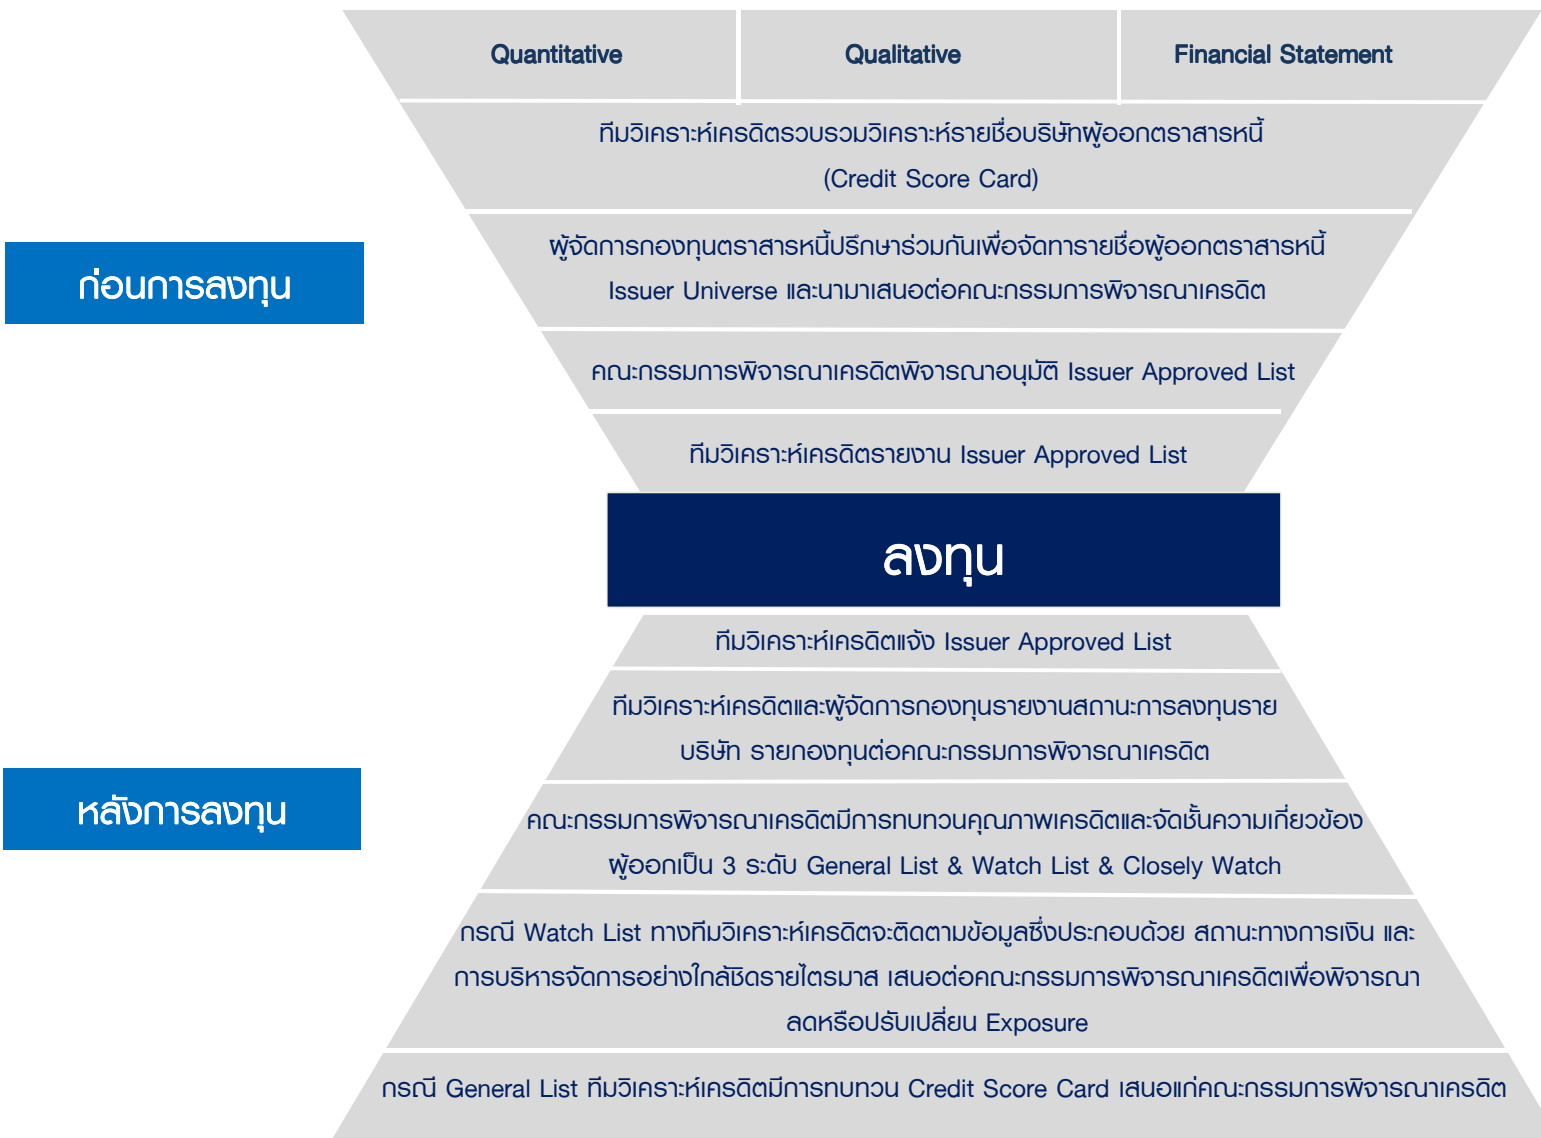 Quantitative
Qualitative
Financial Statement
ทีมวิเคราะห์เครดิตรวบรวมวิเคราะห์รายชื่อบริษัทผู้ออกตราสารหนี้
(Credit Score Card)
ผู้จัดการกองทุนตราสารหนี้ปรึกษาร่วมกันเพื่อจัดทารายชื่อผู้ออกตราสารหนี้
Issuer Universe และนามาเสนอต่อคณะกรรมการพิจารณาเครดิต
ก่อนการลงทุน
คณะกรรมการพิจารณาเครดิตพิจารณาอนุมัติ Issuer Approved List
ทีมวิเคราะห์เครดิตรายงาน Issuer Approved List
ลงทุน
ทีมวิเคราะห์เครดิตแจ้ง Issuer Approved List
ทีมวิเคราะห์เครดิตและผู้จัดการกองทุนรายงานสถานะการลงทุนราย
บริษัท รายกองทุนต่อคณะกรรมการพิจารณาเครดิต
หลังการลงทุน
คณะกรรมการพิจารณาเครดิตมีการทบทวนคุณภาพเครดิตและจัดชั้นความเกี่ยวข้อง
ผู้ออกเป็น 3 ระดับ General List & Watch List & Closely Watch
กรณี Watch List ทางทีมวิเคราะห์เครดิตจะติดตามข้อมูลซึ่งประกอบด้วย สถานะทางการเงิน และ
การบริหารจัดการอย่างใกล้ชิดรายไตรมาส เสนอต่อคณะกรรมการพิจารณาเครดิตเพื่อพิจารณา
ลดหรือปรับเปลี่ยน Exposure
กรณี General List ทีมวิเคราะห์เครดิตมีการทบทวน Credit Score Card เสนอแก่คณะกรรมการพิจารณาเครดิต